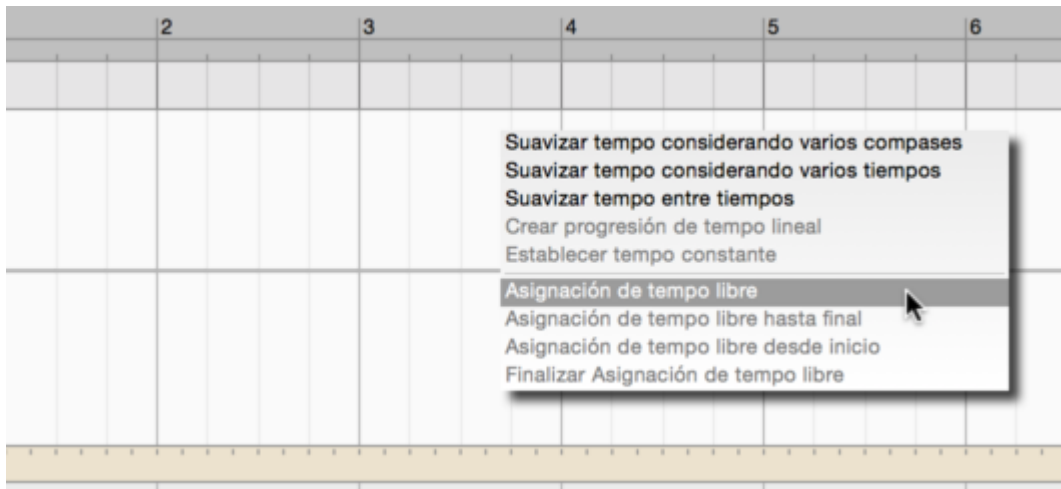 2 3 4 5 6
Suavizar tempo considerando varios compases
Suavizar tempo considerando varios tiempos
Suavizar tempo entre tiempos
Crear progresión de tempo lineal
Establecer tempo constante
Asignación de tempo libre
Asignación de tempo libre hasta final
Asignación de tempo libre desde inicio
Finalizar Asignación de tempo libre